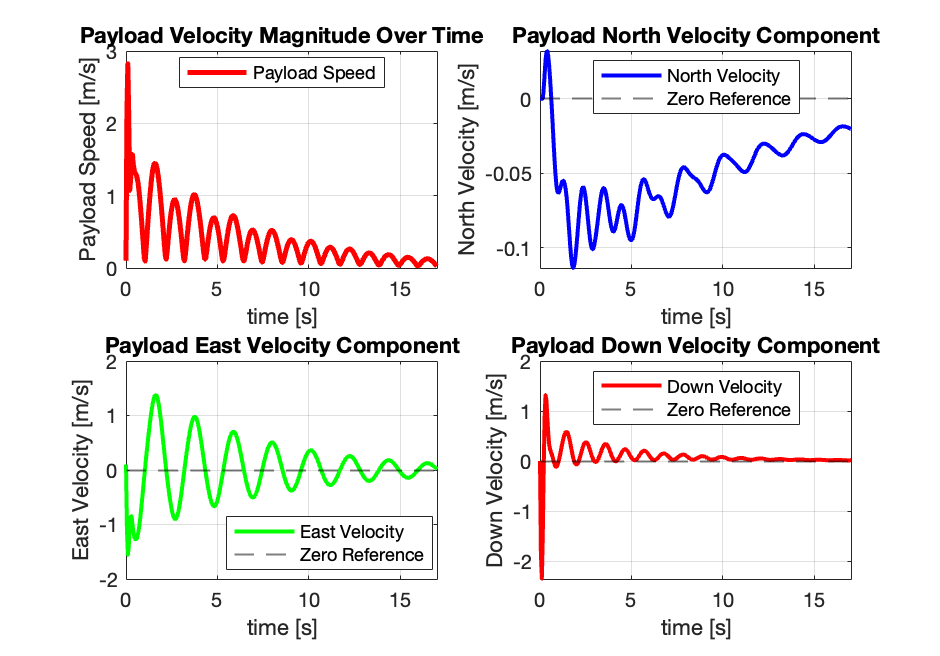 Payload Velocity Magnitude Over Time
Payload Speed [m/s]
3
2
1
0
Payload Speed
0
5
10
15
time [s]
Payload North Velocity Component
North Velocity [m/s]
0
-0.05
-0.1
North Velocity
Zero Reference
0
5
10
15
time [s]
Payload East Velocity Component
East Velocity [m/s]
2
1
0
-1
-2
East Velocity
Zero Reference
0
5
10
15
time [s]
Payload Down Velocity Component
Down Velocity [m/s]
2
1
0
-1
-2
Down Velocity
Zero Reference
0
5
10
15
time [s]